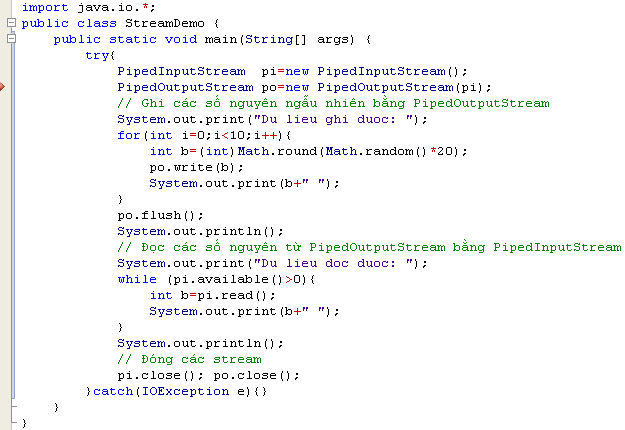 import java.io.*;
public class StreamDemo {
    public static void main(String[] args) {
        try{
            PipedInputStream  pi=new PipedInputStream();
            PipedOutputStream po=new PipedOutputStream(pi);
            // Ghi các số nguyên ngẫu nhiên bằng PipedOutputStream
            System.out.print("Du lieu ghi duoc: ");
            for(int i=0;i<10;i++){
                int b=(int)Math.round(Math.random()*20);
                po.write(b);
                System.out.print(b+" ");
            }
            po.flush();
            System.out.println();
            // Đọc các số nguyên từ PipedOutputStream bằng PipedInputStream
            System.out.print("Du lieu doc duoc: ");
            while (pi.available()>0){
                int b=pi.read();
                System.out.print(b+" ");
            }
            System.out.println();
            // Đóng các stream
            pi.close(); po.close();
        }catch(IOException e){}
    }
}